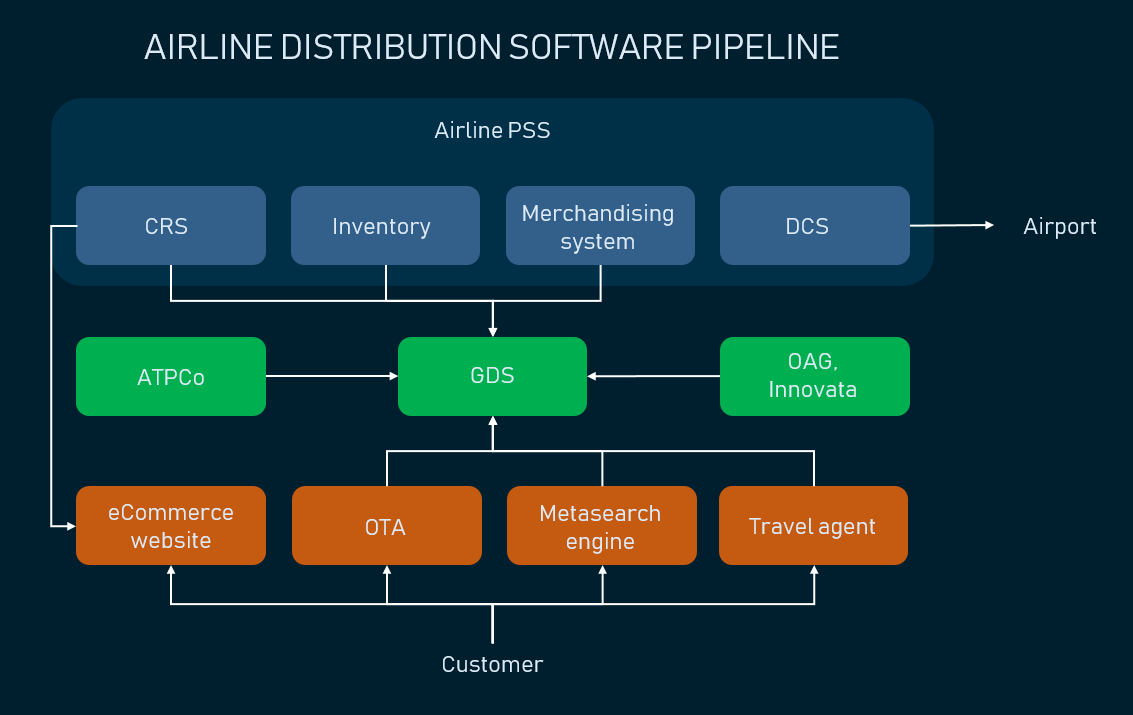 AIRLINE DISTRIBUTION SOFTWARE PIPELINE
Airline PSS
CRS
Inventory
Merchandising
system
DCS
Airport
ATPCo
GDS
OAG,
Innovata
eCommerce
website
OTA
Metasearch
engine
Travel agent
Customer